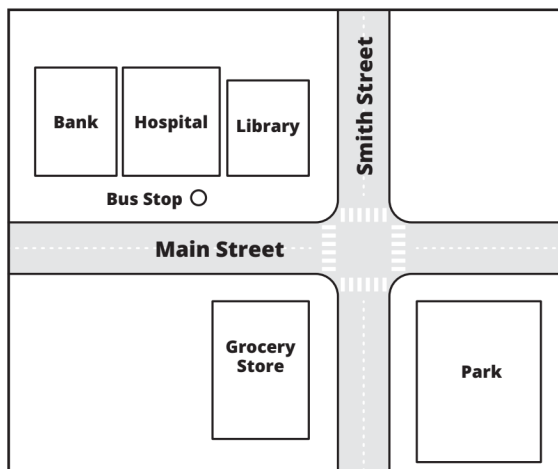 Smith Street
Bank
Hospital
Library
Bus Stop
Main Street
Grocery
Store
Park